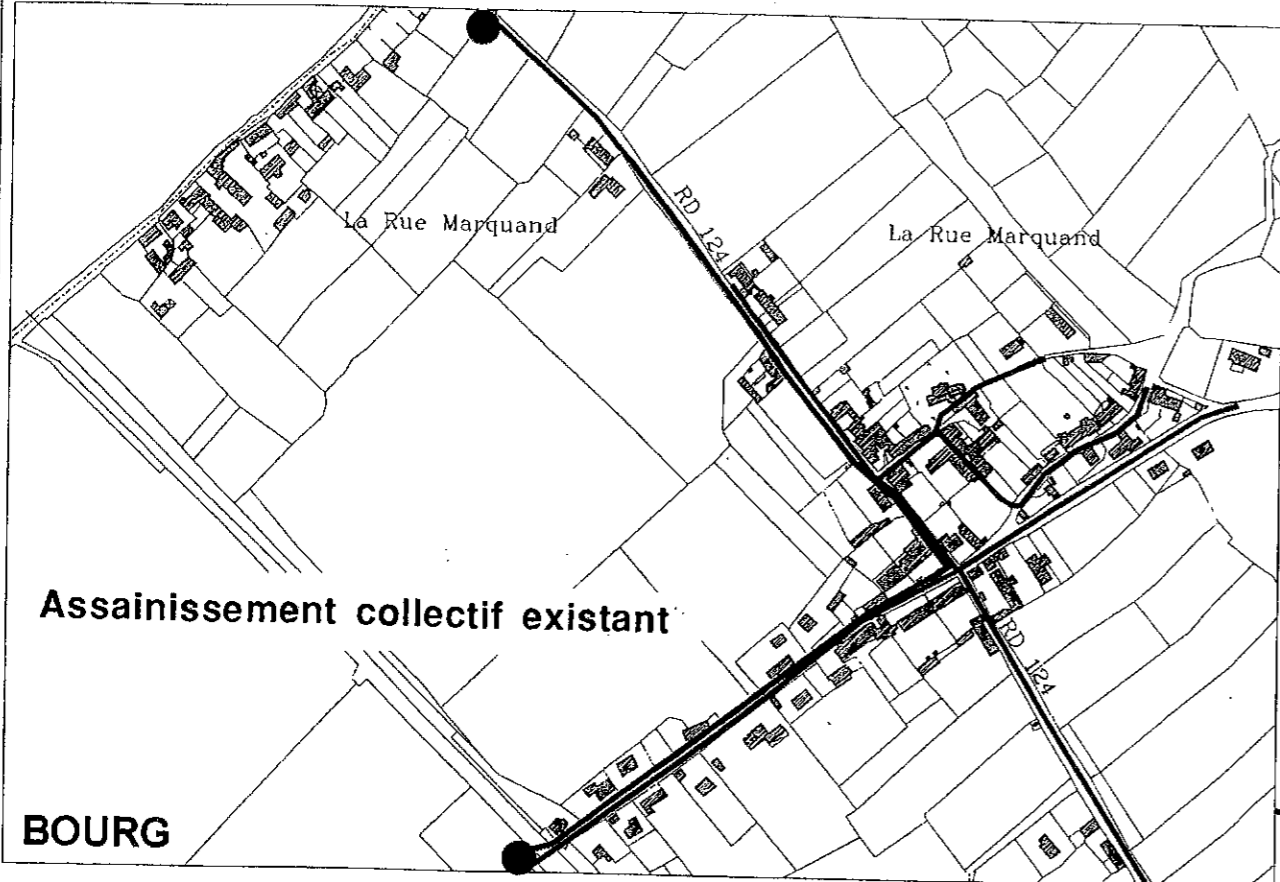 RD 124
La Rue Marquand
La Rue Marquand
Assainissement collectif existant
RD 124
BOURG